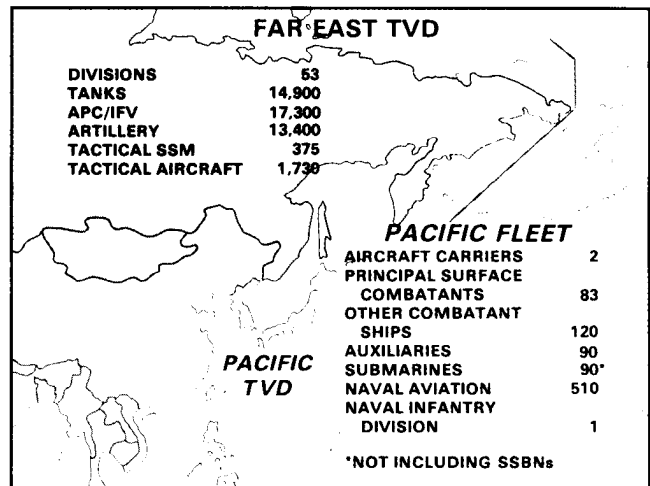 FAR EAST TVD
DIVISIONS 53
TANKS 14,900
APC/IFV 17,300
ARTILLERY 13,400
TACTICAL SSM 375
TACTICAL AIRCRAFT 1,730
PACIFIC FLEET
AIRCRAFT CARRIERS 2
PRINCIPAL SURFACE
COMBATANTS 83
OTHER COMBATANT
SHIPS 120
AUXILIARIES 90
SUBMARINES 90*
NAVAL AVIATION 510
NAVAL INFANTRY
DIVISION 1
*NOT INCLUDING SSBNs
PACIFIC
TVD